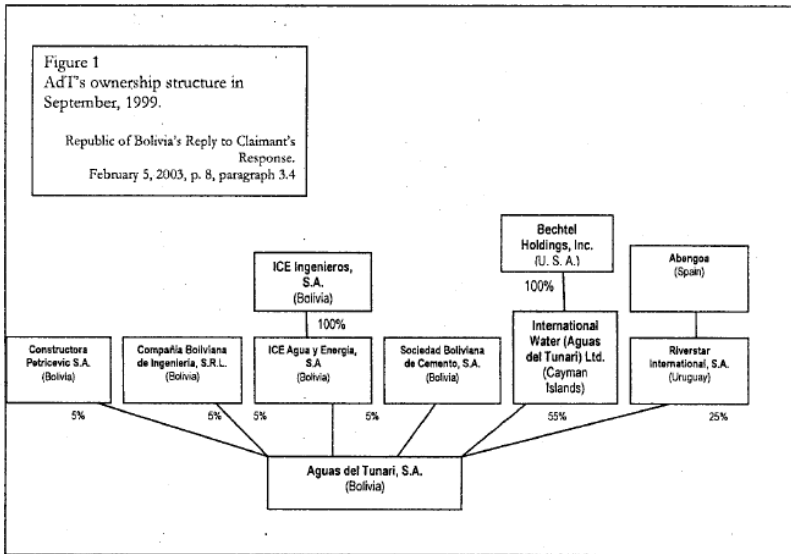 Figure 1
AdT's ownership structure in
September, 1999.
Republic of Bolivia's Reply to Claimant's
Response.
February 5, 2003, p. 8, paragraph 3.4
Bechtel
Holdings, Inc.
(U. S. A.)
Abengoa
(Spain)
ICE Ingenieros,
S.A.
(Bolivia)
100%
100%
Constructora
Petricevic S.A.
(Bolivia)
Compañia Boliviana
de Ingenieria, S.R.L.
(Bolivia)
ICE Agua y Energia,
S.A
(Bolivia)
Sociedad Boliviana
de Cemento, S.A.
(Bolivia)
International
Water (Aguas
del Tunari) Ltd.
(Cayman
Islands)
Riverstar
International, S.A.
(Uruguay)
5%
5%
5%
5%
55%
25%
Aguas del Tunari, S.A.
(Bolivia)